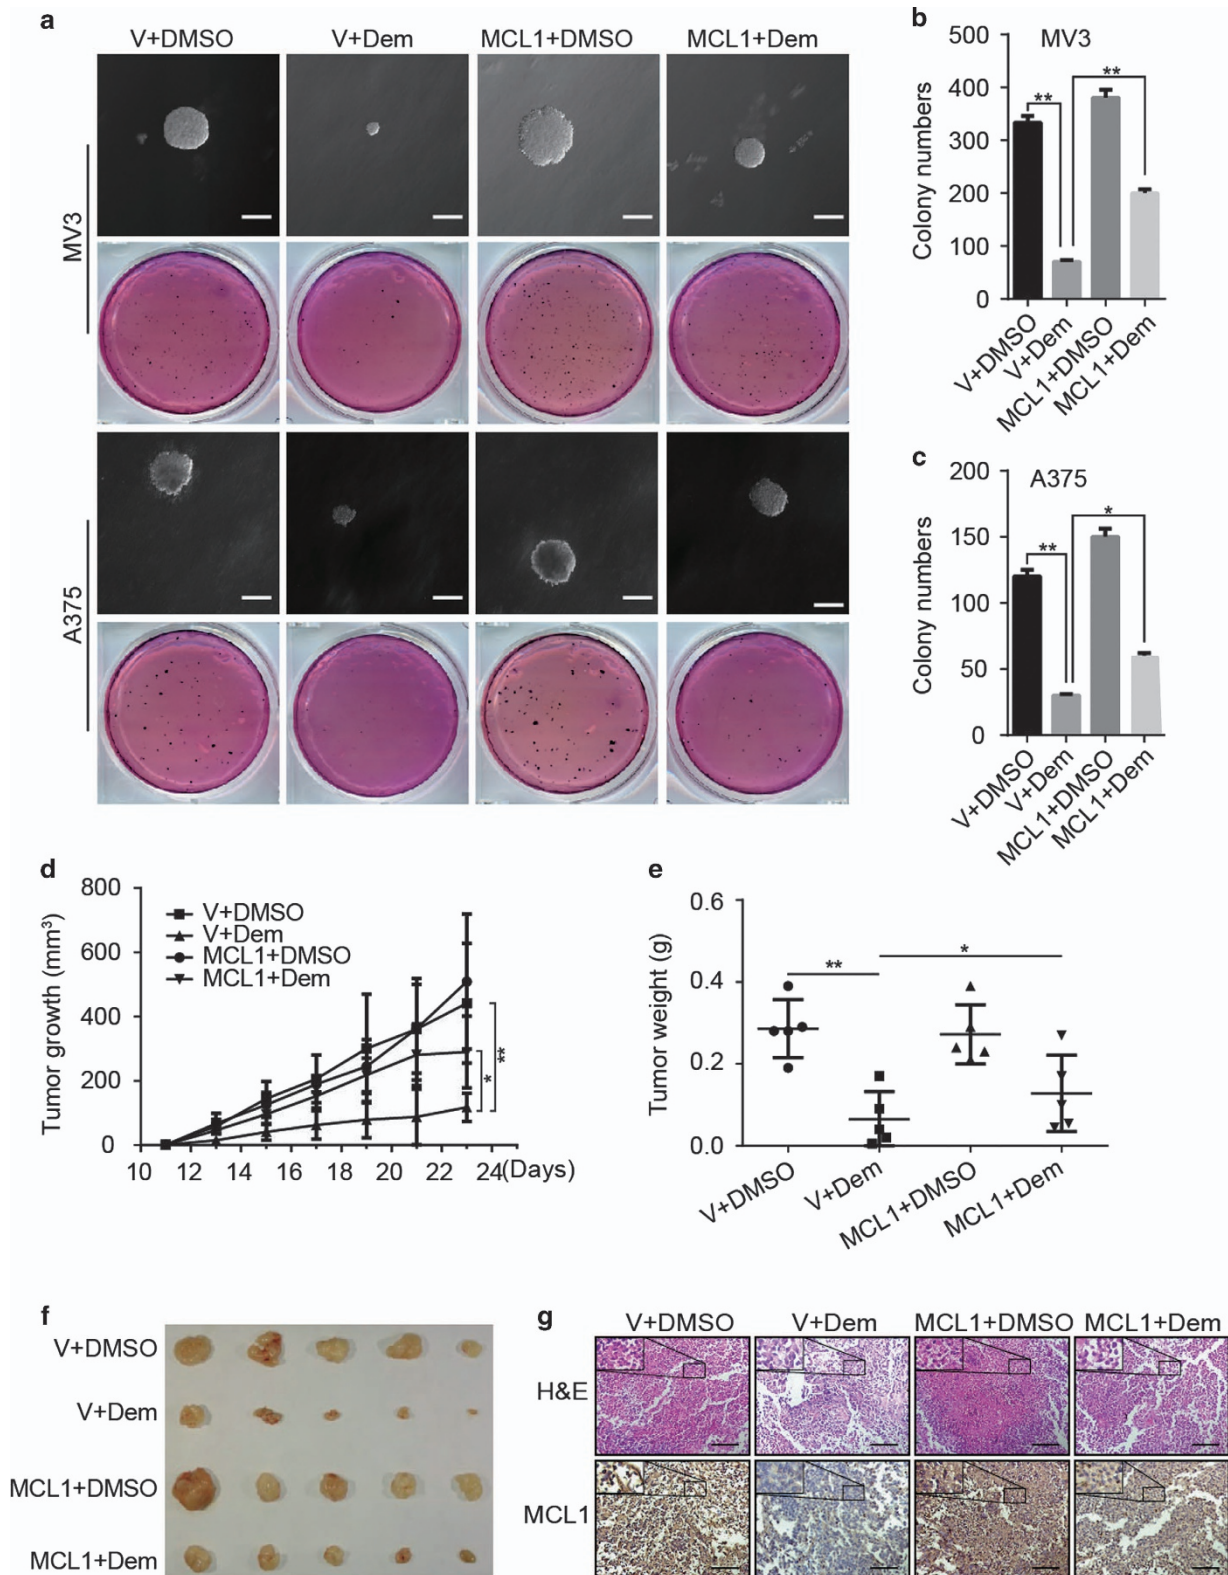 a
V+DMSO V+Dem MCL1+DMSO MCL1+Dem
MV3
A375
b
MV3
Colony numbers
500
400
300
200
100
0
** **
V+DMSO
V+Dem
MCL1+DMSO
MCL1+Dem
c
A375
Colony numbers
200
150
100
50
0
** *
V+DMSO
V+Dem
MCL1+DMSO
MCL1+Dem
d
Tumor growth (mm³)
800
600
400
200
0
V+DMSO
V+Dem
MCL1+DMSO
MCL1+Dem
* **
10 12 14 16 18 20 22 24 (Days)
e
Tumor weight (g)
0.6
0.4
0.2
0.0
** *
V+DMSO
V+Dem
MCL1+DMSO
MCL1+Dem
f
V+DMSO
V+Dem
MCL1+DMSO
MCL1+Dem
g
V+DMSO V+Dem MCL1+DMSO MCL1+Dem
H&E
MCL1